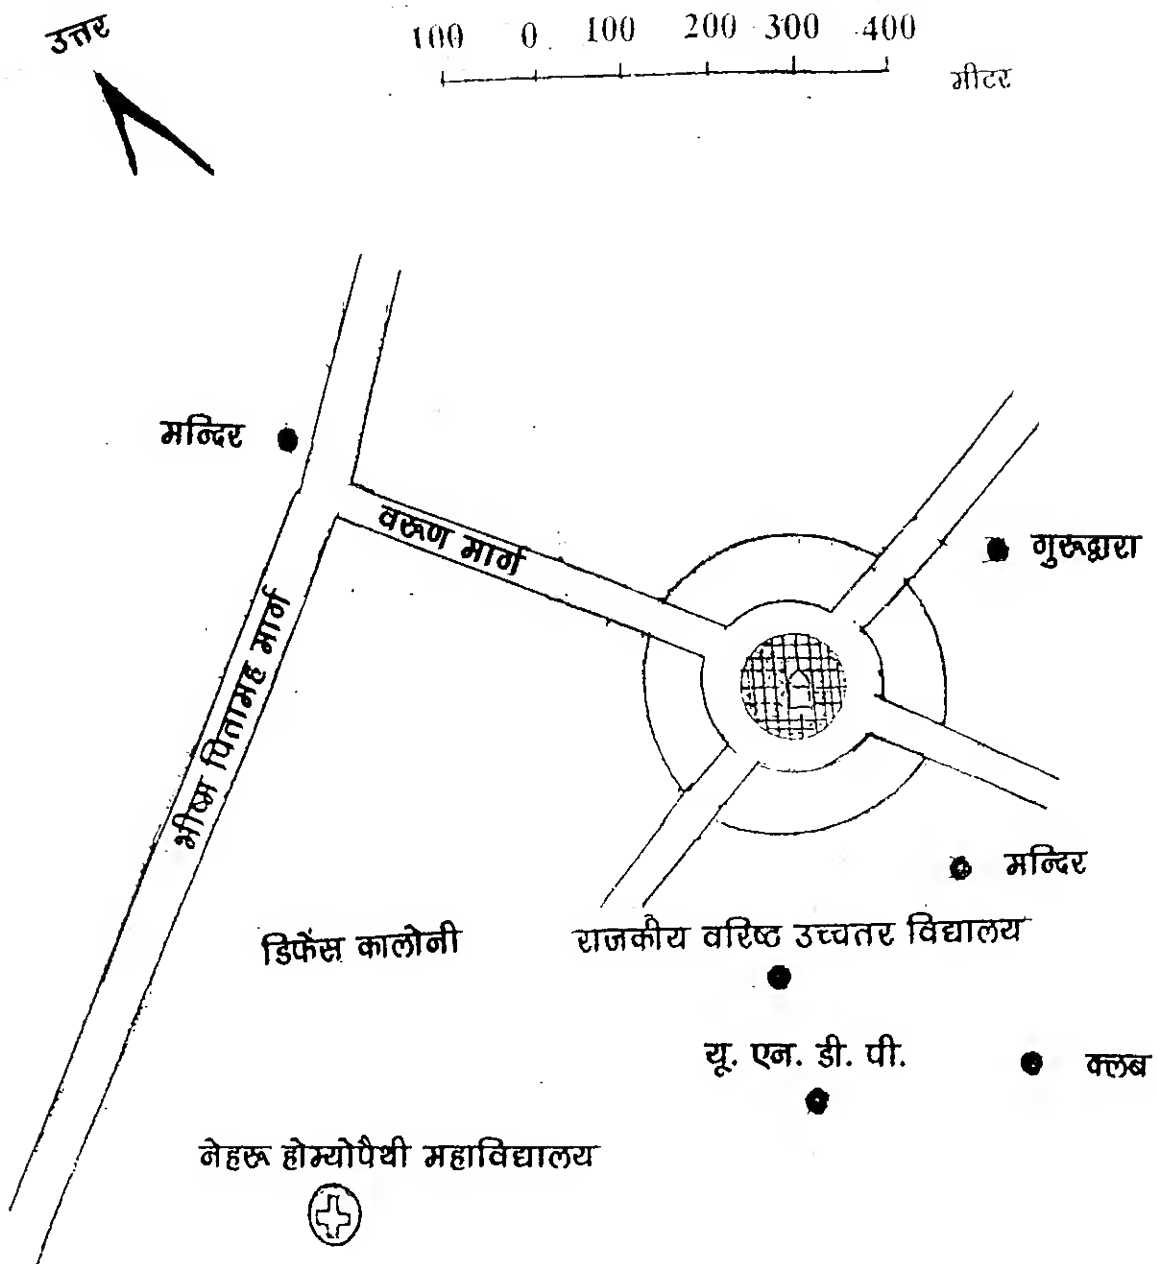 उत्तर
100 0 100 200 300 400
मीटर
मन्दिर
वरूण मार्ग
गुरूद्वारा
भीष्म पितामह मार्ग
मन्दिर
डिफेंस कालोनी
राजकीय वरिष्ठ उच्चतर विद्यालय
यू. एन. डी. पी.
क्लब
नेहरू होम्योपैथी महाविद्यालय